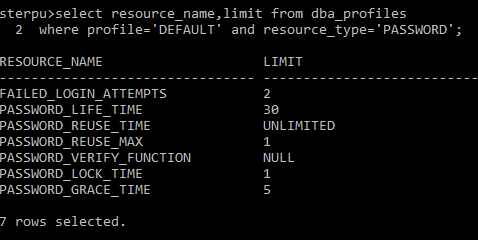 sterpu>select resource_name,limit from dba_profiles
2 where profile='DEFAULT' and resource_type='PASSWORD';
RESOURCE_NAME LIMIT
-------------------------------- ---------------------------
FAILED_LOGIN_ATTEMPTS 2
PASSWORD_LIFE_TIME 30
PASSWORD_REUSE_TIME UNLIMITED
PASSWORD_REUSE_MAX 1
PASSWORD_VERIFY_FUNCTION NULL
PASSWORD_LOCK_TIME 1
PASSWORD_GRACE_TIME 5
7 rows selected.